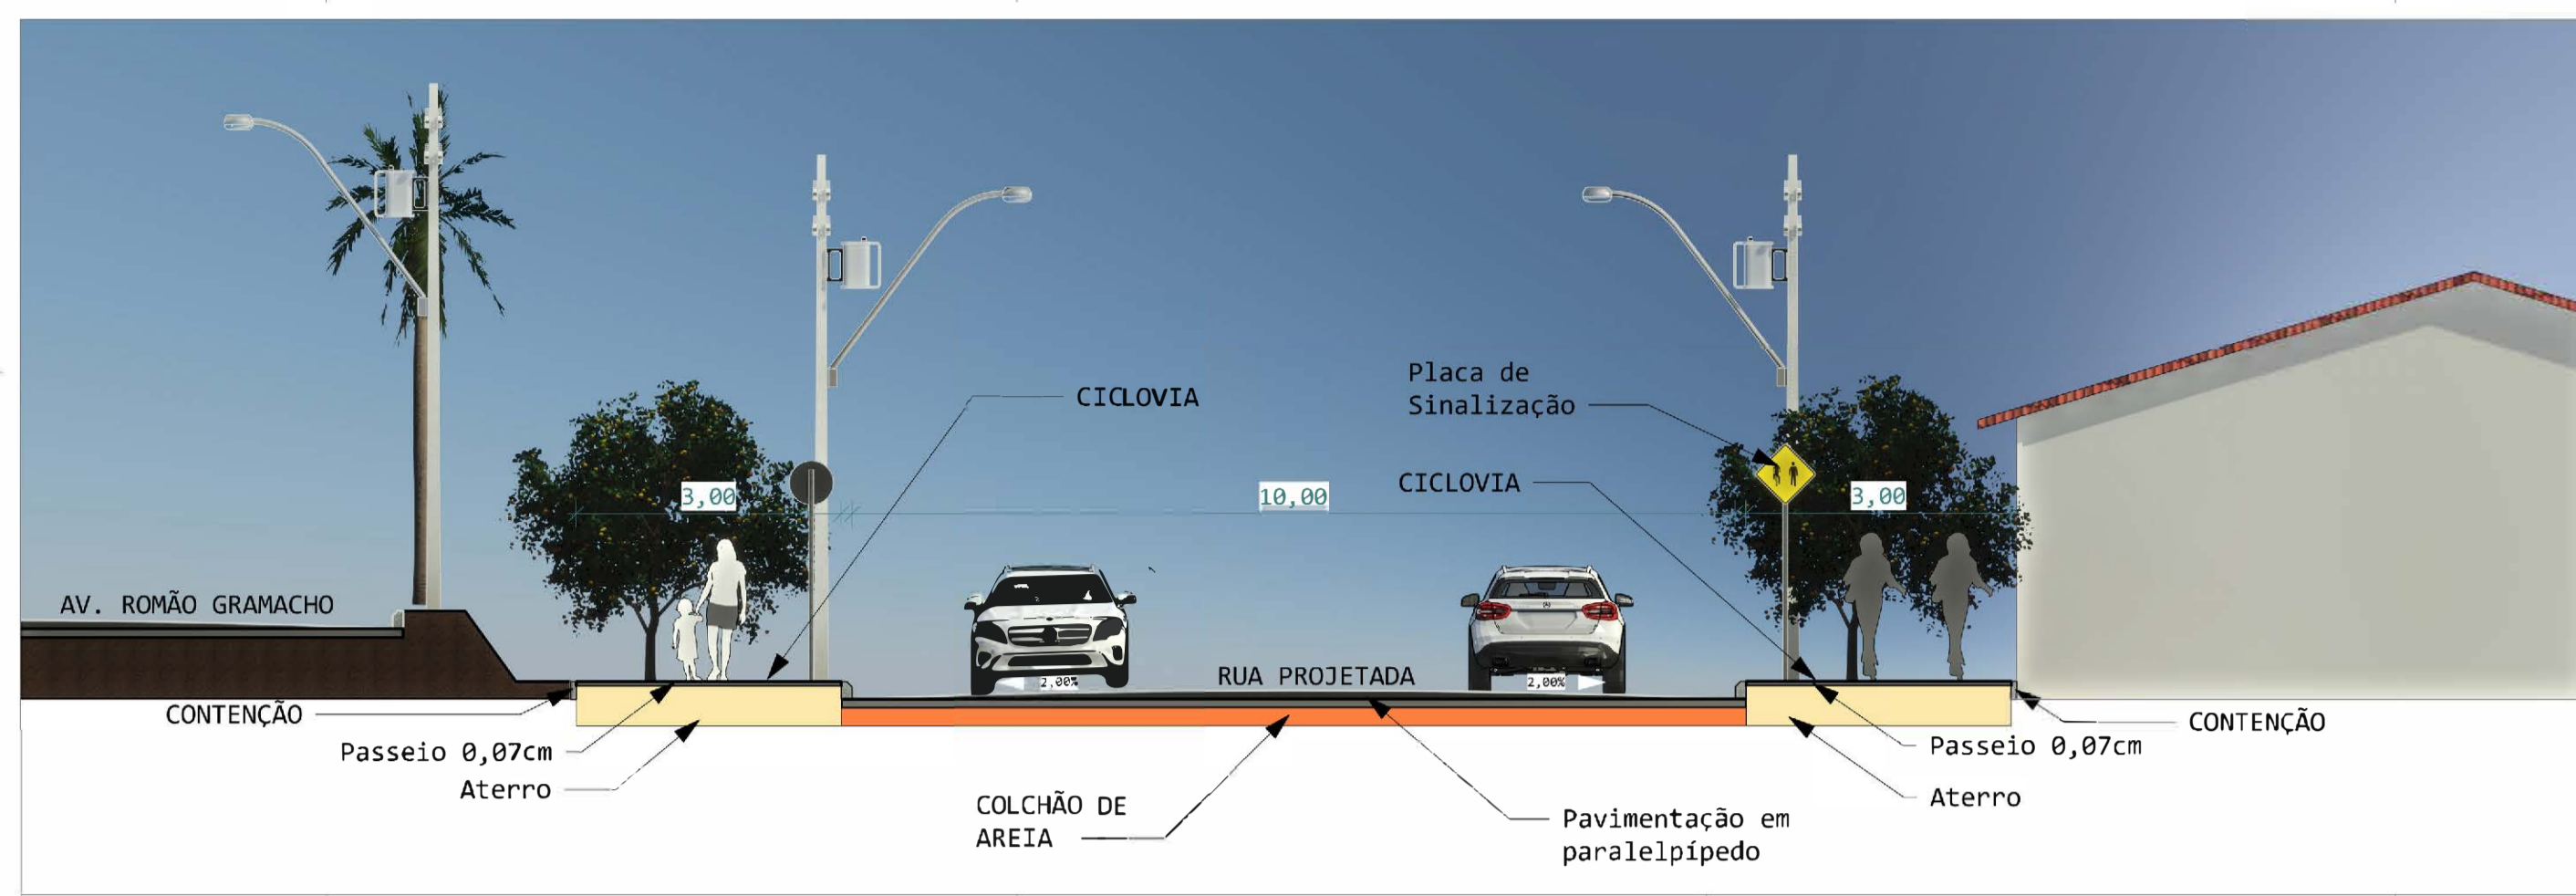 CICLOVIA
Placa de
Sinalização
CICLOVIA
3,00
10,00
3,00
AV. ROMÃO GRAMACHO
RUA PROJETADA
2,00%
2,00%
CONTENÇÃO
Passeio 0,07cm
Aterro
COLCHÃO DE
AREIA
Pavimentação em
paralelpípedo
CONTENÇÃO
Passeio 0,07cm
Aterro